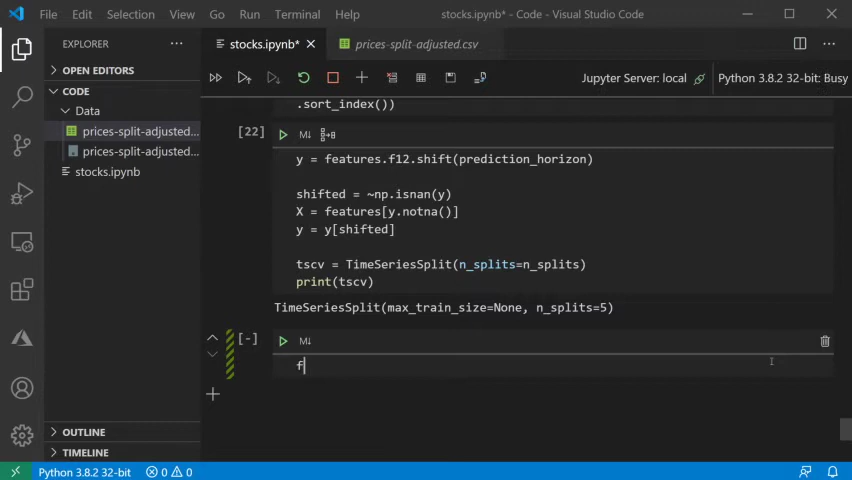 File Edit Selection View Go Run Terminal Help stocks.ipynb* - Code - Visual Studio Code
EXPLORER
stocks.ipynb*
prices-split-adjusted.csv
OPEN EDITORS
CODE
Data
prices-split-adjusted...
prices-split-adjusted...
stocks.ipynb
OUTLINE
TIMELINE
Jupyter Server: local
Python 3.8.2 32-bit: Busy
.sort_index())
[22]
M↓
y = features.f12.shift(prediction_horizon)
shifted = ~np.isnan(y)
X = features[y.notna()]
y = y[shifted]
tscv = TimeSeriesSplit(n_splits=n_splits)
print(tscv)
TimeSeriesSplit(max_train_size=None, n_splits=5)
[-]
M↓
f
Python 3.8.2 32-bit 0 0